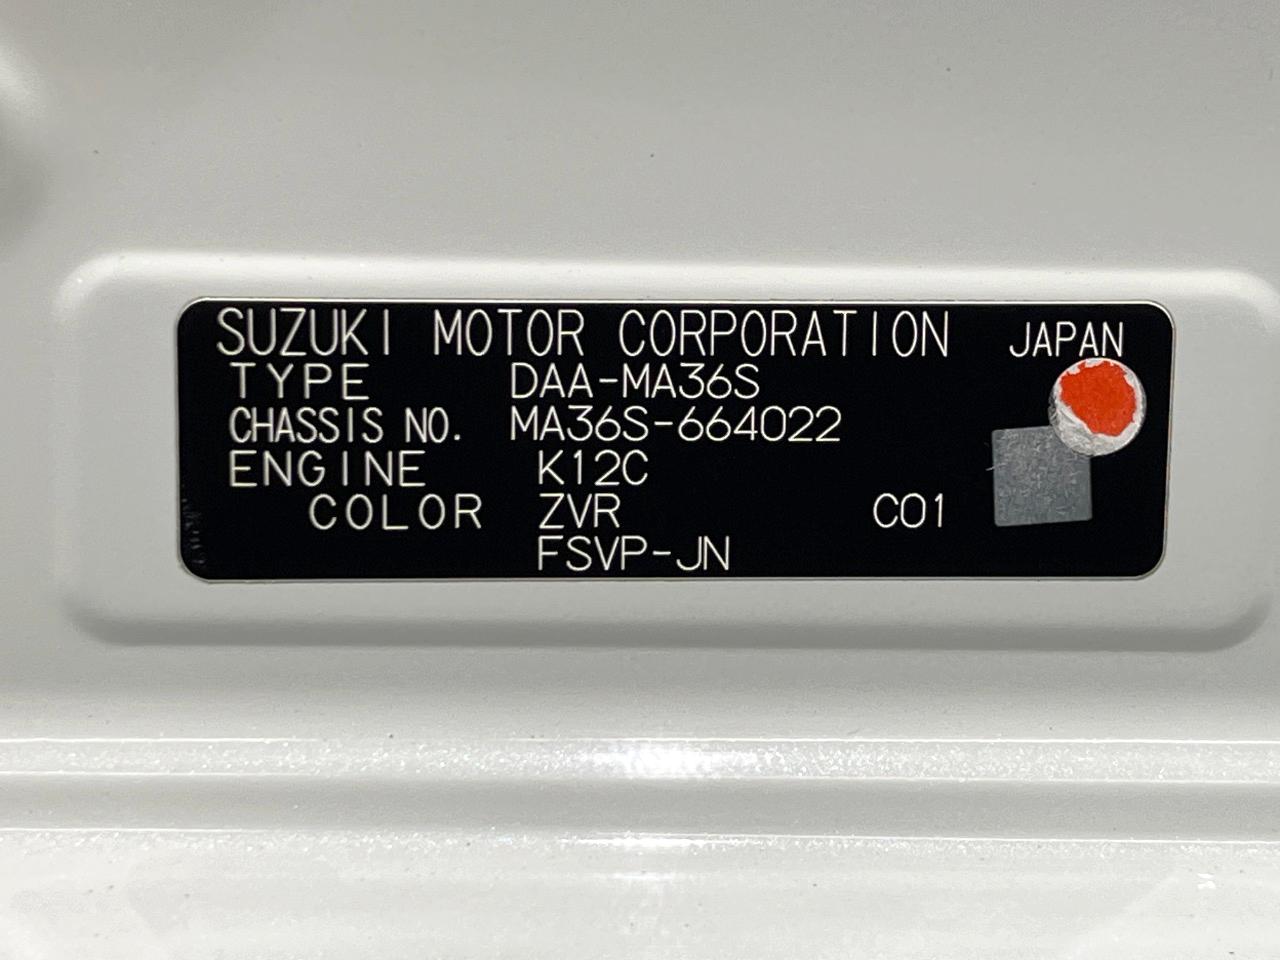 SUZUKI MOTOR CORPORATION JAPAN
TYPE DAA-MA36S
CHASSIS NO. MA36S-664022
ENGINE K12C
COLOR ZVR C01
FSVP-JN